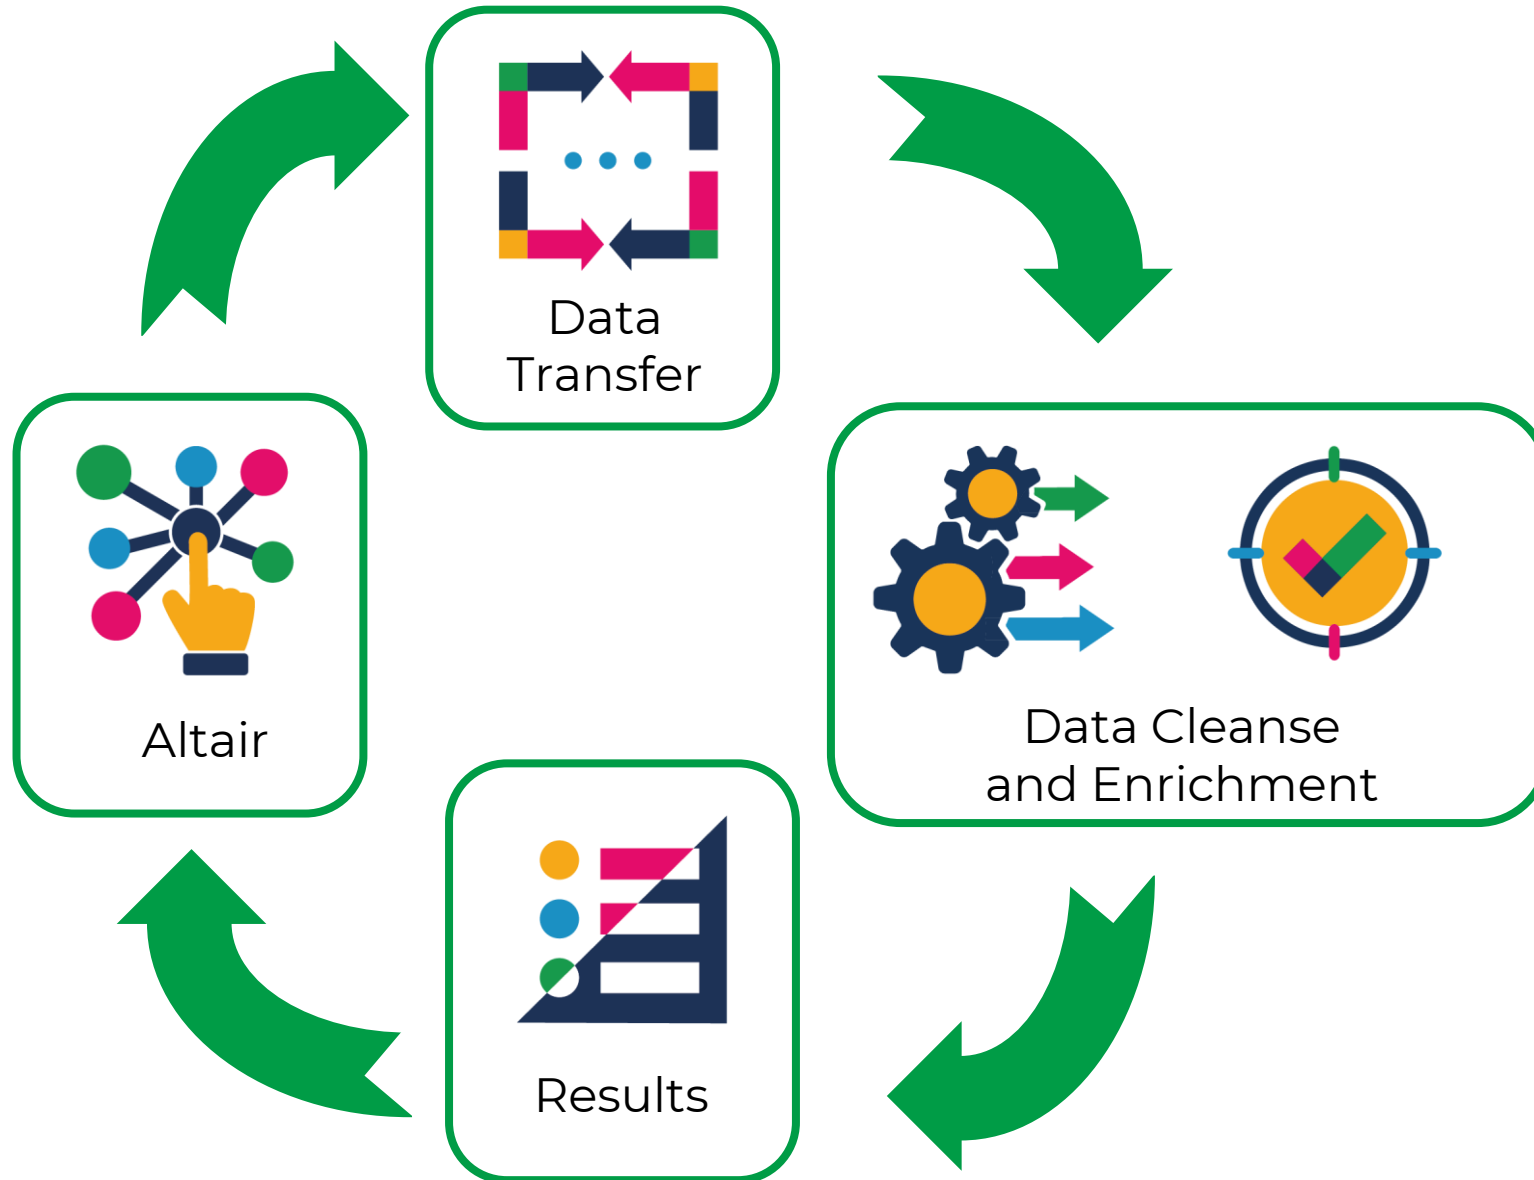 Data
Transfer
Altair
Data Cleanse
and Enrichment
Results